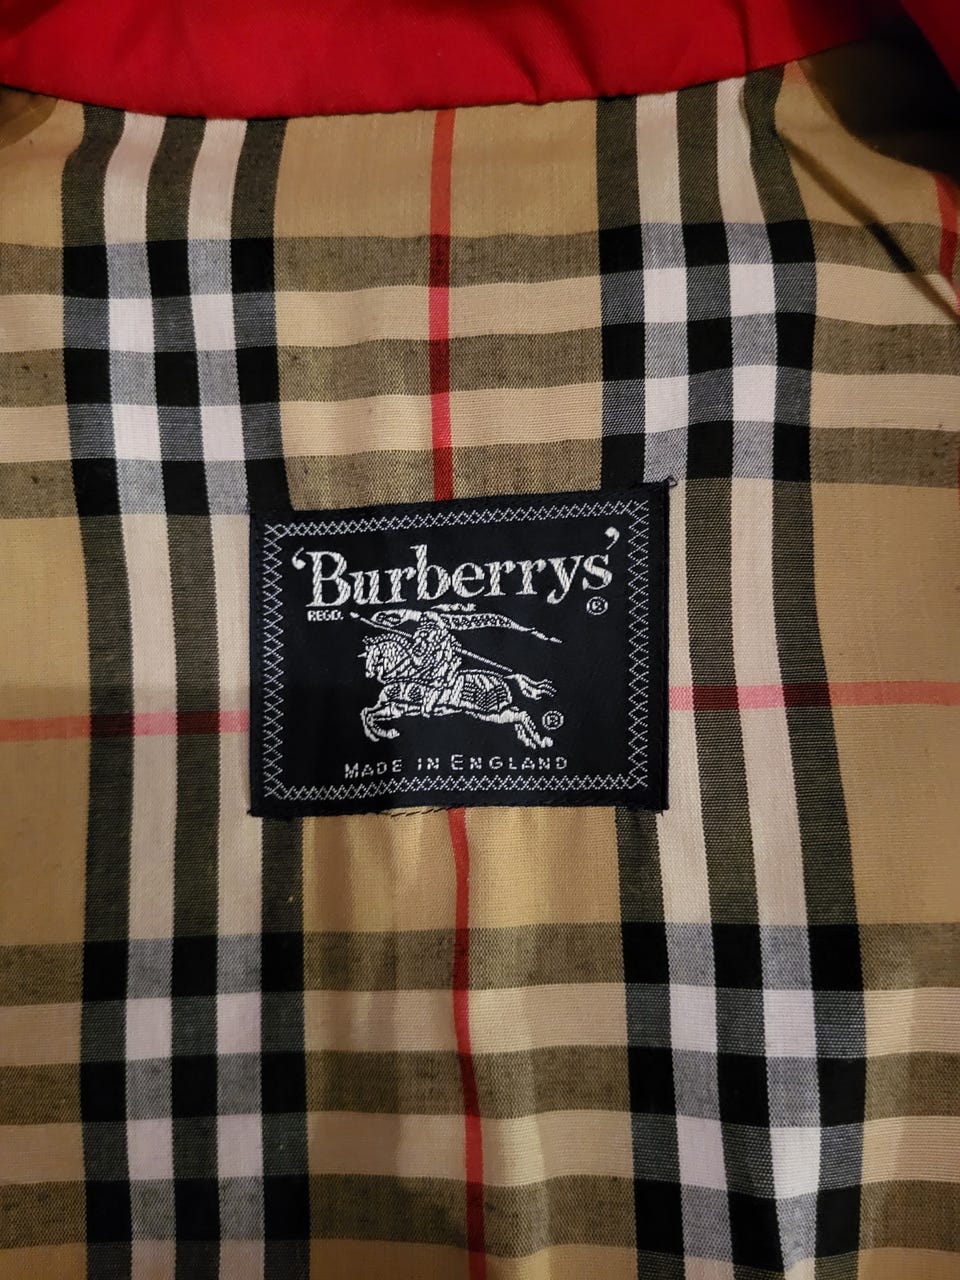 ‘Burberrys’
REGD. ®
®
MADE IN ENGLAND